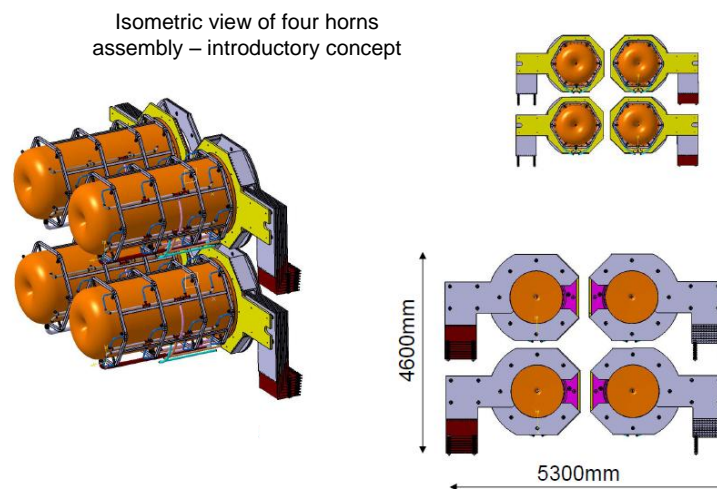 Isometric view of four horns
assembly – introductory concept
4600mm
5300mm